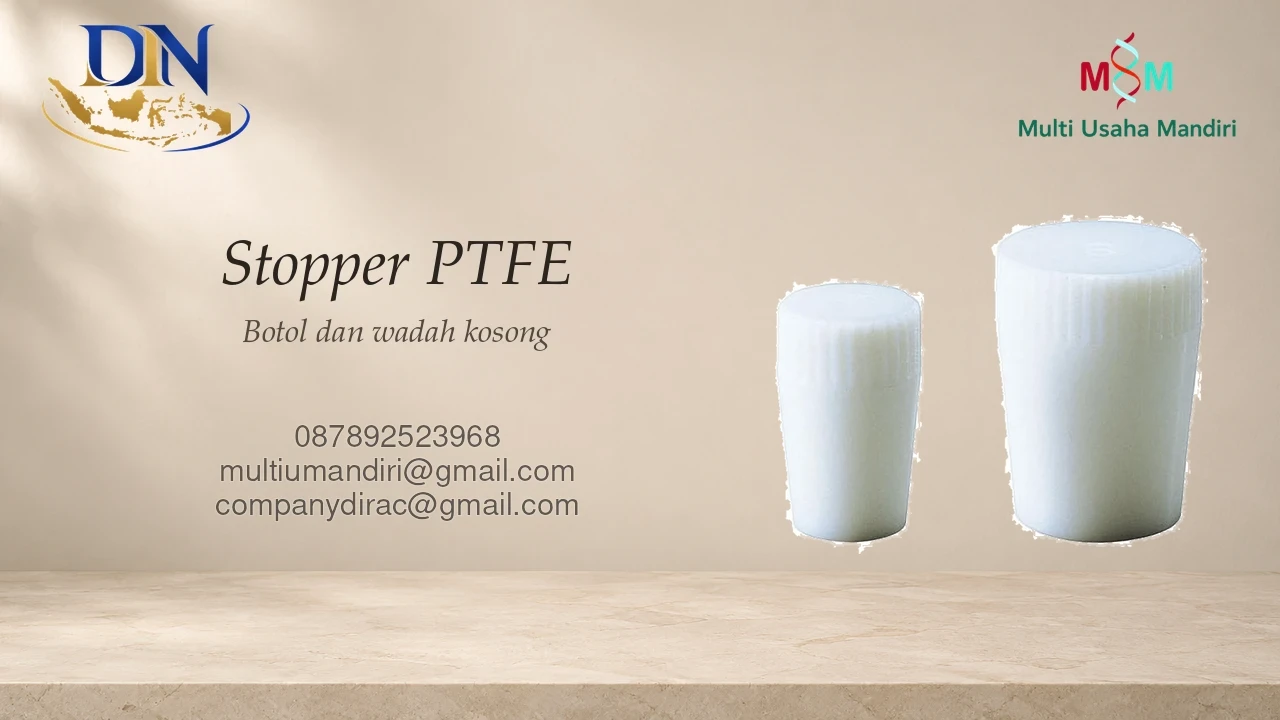 DN
MSM
Multi Usaha Mandiri
Stopper PTFE
Botol dan wadah kosong
087892523968
multiumandiri@gmail.com
companydirac@gmail.com